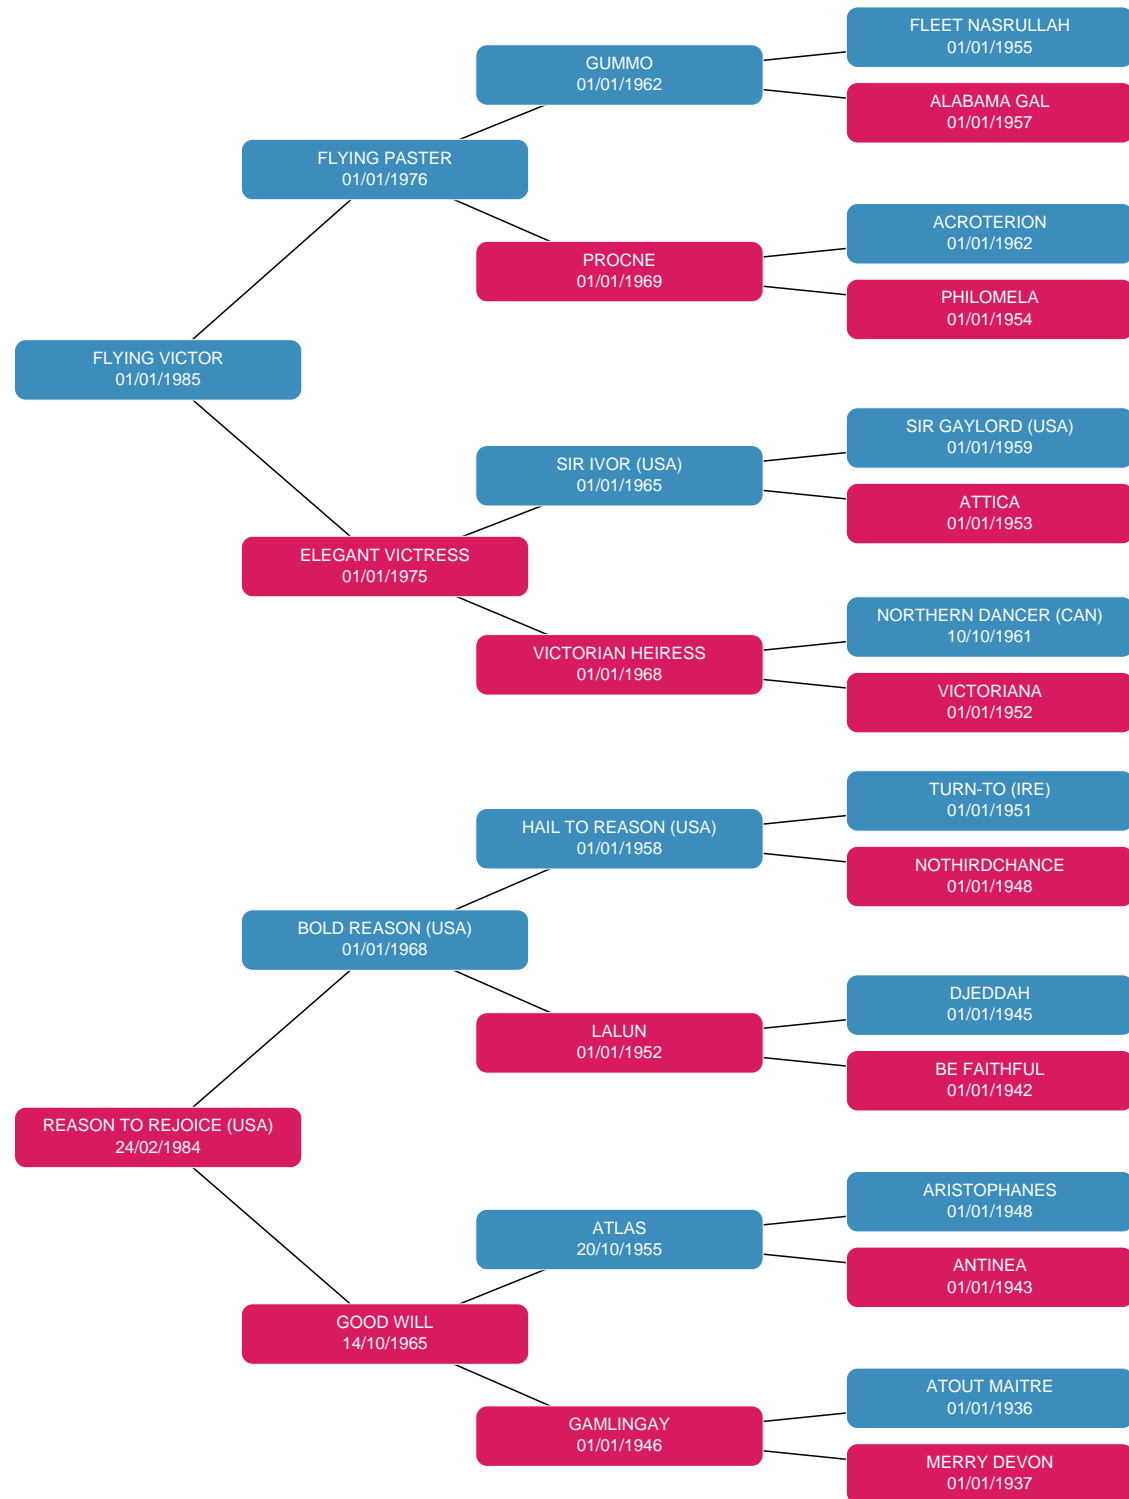 FLEET NASRULLAH
01/01/1955
GUMMO
01/01/1962
ALABAMA GAL
01/01/1957
FLYING PASTER
01/01/1976
ACROTERION
01/01/1962
PROCNE
01/01/1969
PHILOMELA
01/01/1954
FLYING VICTOR
01/01/1985
SIR GAYLORD (USA)
01/01/1959
SIR IVOR (USA)
01/01/1965
ATTICA
01/01/1953
ELEGANT VICTRESS
01/01/1975
NORTHERN DANCER (CAN)
10/10/1961
VICTORIAN HEIRESS
01/01/1968
VICTORIANA
01/01/1952
TURN-TO (IRE)
01/01/1951
HAIL TO REASON (USA)
01/01/1958
NOTHIRDCHANCE
01/01/1948
BOLD REASON (USA)
01/01/1968
DJEDDAH
01/01/1945
LALUN
01/01/1952
BE FAITHFUL
01/01/1942
REASON TO REJOICE (USA)
24/02/1984
ARISTOPHANES
01/01/1948
ATLAS
20/10/1955
ANTINEA
01/01/1943
GOOD WILL
14/10/1965
ATOUT MAITRE
01/01/1936
GAMLINGAY
01/01/1946
MERRY DEVON
01/01/1937